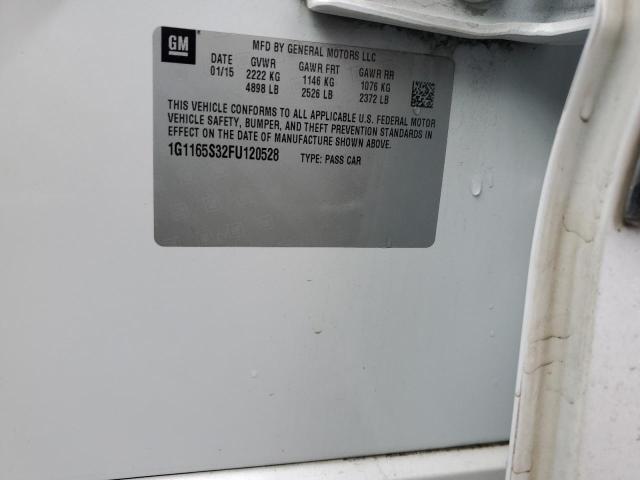 GM
MFD BY GENERAL MOTORS LLC
DATE GVWR GAWR FRT GAWR RR
01/15 2222 KG 1146 KG 1076 KG
4898 LB 2526 LB 2372 LB
THIS VEHICLE CONFORMS TO ALL APPLICABLE U.S. FEDERAL MOTOR
VEHICLE SAFETY, BUMPER, AND THEFT PREVENTION STANDARDS IN
EFFECT ON THE DATE OF MANUFACTURE SHOWN ABOVE.
1G1165S32FU120528 TYPE: PASS CAR